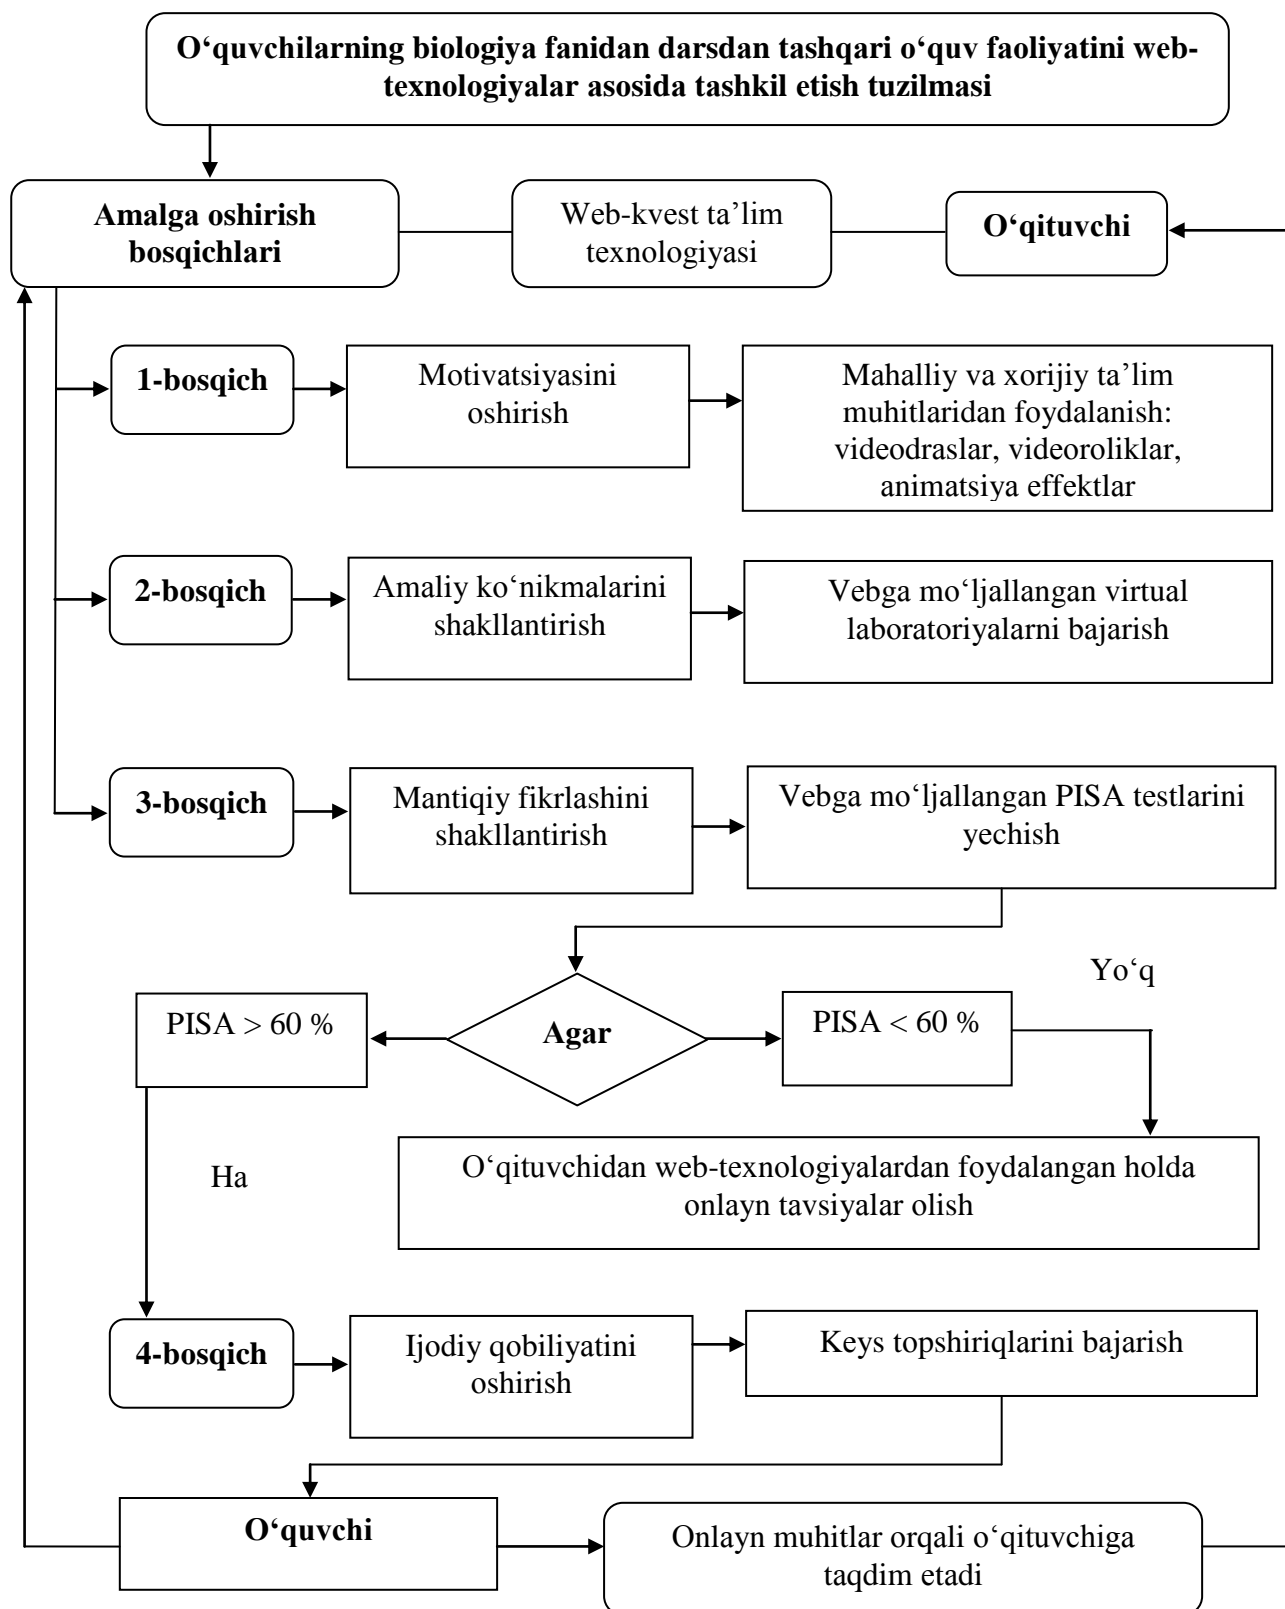 O‘quvchilarning biologiya fanidan darsdan tashqari o‘quv faoliyatini web-
texnologiyalar asosida tashkil etish tuzilmasi
Amalga oshirish
bosqichlari
Web-kvest ta’lim
texnologiyasi
O‘qituvchi
1-bosqich
Motivatsiyasini
oshirish
Mahalliy va xorijiy ta’lim
muhitlaridan foydalanish:
videodraslar, videoroliklar,
animatsiya effektlar
2-bosqich
Amaliy ko‘nikmalarini
shakllantirish
Vebga mo‘ljallangan virtual
laboratoriyalarni bajarish
3-bosqich
Mantiqiy fikrlashini
shakllantirish
Vebga mo‘ljallangan PISA testlarini
yechish
Yo‘q
PISA > 60 %
Agar
PISA < 60 %
Ha
O‘qituvchidan web-texnologiyalardan foydalangan holda
onlayn tavsiyalar olish
4-bosqich
Ijodiy qobiliyatini
oshirish
Keys topshiriqlarini bajarish
O‘quvchi
Onlayn muhitlar orqali o‘qituvchiga
taqdim etadi